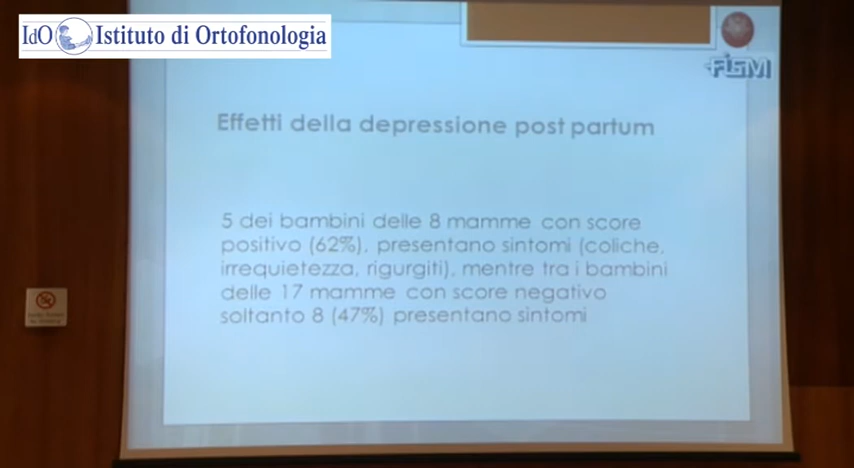 IdO Istituto di Ortofonologia
FISM
Effetti della depressione post partum
5 dei bambini delle 8 mamme con score
positivo (62%), presentano sintomi (coliche,
irrequietezza, rigurgiti), mentre tra i bambini
delle 17 mamme con score negativo
soltanto 8 (47%) presentano sintomi